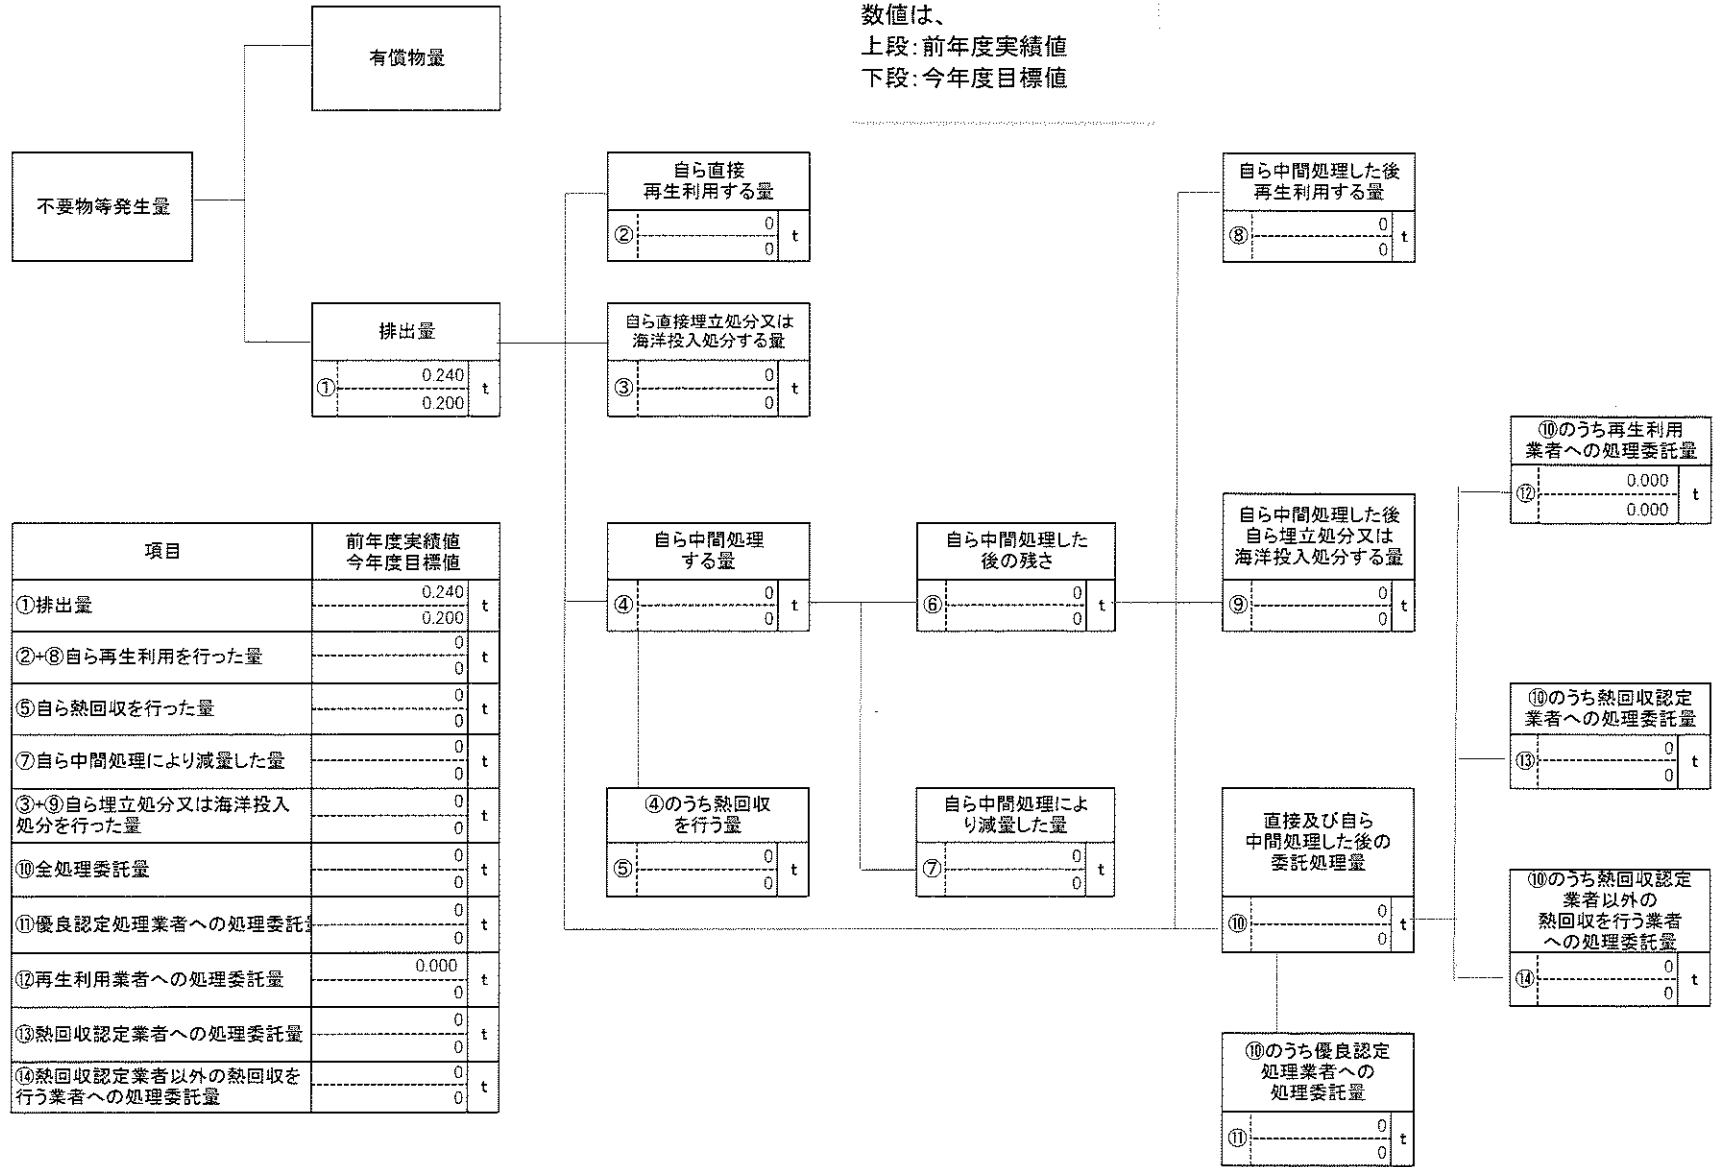 数値は、
上段:前年度実績値
下段:今年度目標値
有償物量
不要物等発生量
排出量
①
0.240
0.200
t
自ら直接
再生利用する量
②
0
0
t
自ら直接埋立処分又は
海洋投入処分する量
③
0
0
t
自ら中間処理
する量
④
0
0
t
④のうち熱回収
を行う量
⑤
0
0
t
自ら中間処理した
後の残さ
⑥
0
0
t
自ら中間処理によ
り減量した量
⑦
0
0
t
自ら中間処理した後
再生利用する量
⑧
0
0
t
自ら中間処理した後
自ら埋立処分又は
海洋投入処分する量
⑨
0
0
t
直接及び自ら
中間処理した後の
委託処理量
⑩
0
0
t
⑩のうち優良認定
処理業者への
処理委託量
⑪
0
0
t
⑩のうち再生利用
業者への処理委託量
⑫
0.000
0.000
t
⑩のうち熱回収認定
業者への処理委託量
⑬
0
0
t
⑩のうち熱回収認定
業者以外の
熱回収を行う業者
への処理委託量
⑭
0
0
t
項目
前年度実績値
今年度目標値
①排出量
0.240
0.200
t
②+⑧自ら再生利用を行った量
0
0
t
⑤自ら熱回収を行った量
0
0
t
⑦自ら中間処理により減量した量
0
0
t
③+⑨自ら埋立処分又は海洋投入
処分を行った量
0
0
t
⑩全処理委託量
0
0
t
⑪優良認定処理業者への処理委託
0
0
t
⑫再生利用業者への処理委託量
0.000
0
t
⑬熱回収認定業者への処理委託量
0
0
t
⑭熱回収認定業者以外の熱回収を
行う業者への処理委託量
0
0
t